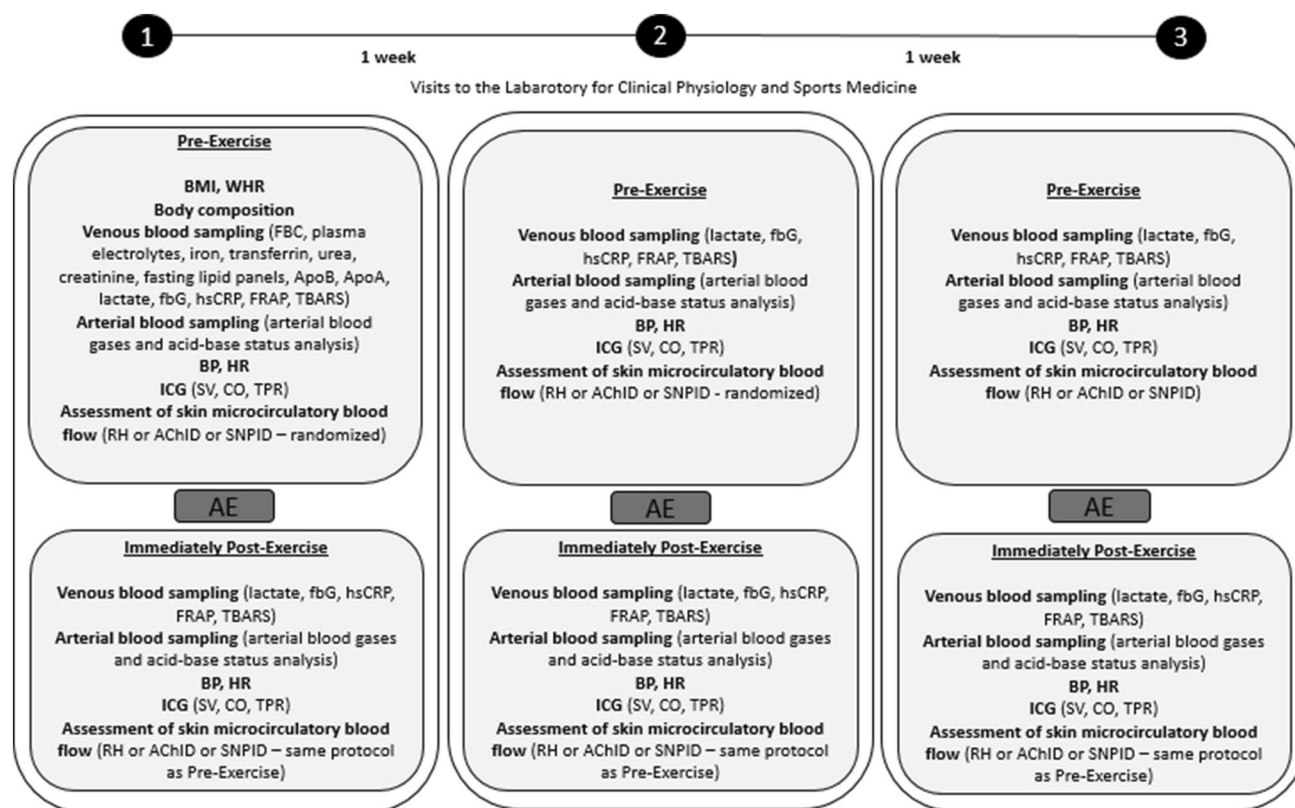 1
2
3
1 week
1 week
Visits to the Labarotory for Clinical Physiology and Sports Medicine
Pre-Exercise
BMI, WHR
Body composition
Venous blood sampling (FBC, plasma
electrolytes, iron, transferrin, urea,
creatinine, fasting lipid panels, ApoB, ApoA,
lactate, fbG, hsCRP, FRAP, TBARS)
Arterial blood sampling (arterial blood
gases and acid-base status analysis)
BP, HR
ICG (SV, CO, TPR)
Assessment of skin microcirculatory blood
flow (RH or AChID or SNPID – randomized)
AE
Immediately Post-Exercise
Venous blood sampling (lactate, fbG, hsCRP,
FRAP, TBARS)
Arterial blood sampling (arterial blood gases
and acid-base status analysis)
BP, HR
ICG (SV, CO, TPR)
Assessment of skin microcirculatory blood
flow (RH or AChID or SNPID – same protocol
as Pre-Exercise)
Pre-Exercise
Venous blood sampling (lactate, fbG,
hsCRP, FRAP, TBARS)
Arterial blood sampling (arterial blood
gases and acid-base status analysis)
BP, HR
ICG (SV, CO, TPR)
Assessment of skin microcirculatory blood
flow (RH or AChID or SNPID - randomized)
AE
Immediately Post-Exercise
Venous blood sampling (lactate, fbG, hsCRP,
FRAP, TBARS)
Arterial blood sampling (arterial blood gases
and acid-base status analysis)
BP, HR
ICG (SV, CO, TPR)
Assessment of skin microcirculatory blood
flow (RH or AChID or SNPID – same protocol
as Pre-Exercise)
Pre-Exercise
Venous blood sampling (lactate, fbG,
hsCRP, FRAP, TBARS)
Arterial blood sampling (arterial blood
gases and acid-base status analysis)
BP, HR
ICG (SV, CO, TPR)
Assessment of skin microcirculatory blood
flow (RH or AChID or SNPID)
AE
Immediately Post-Exercise
Venous blood sampling (lactate, fbG, hsCRP,
FRAP, TBARS)
Arterial blood sampling (arterial blood gases
and acid-base status analysis)
BP, HR
ICG (SV, CO, TPR)
Assessment of skin microcirculatory blood
flow (RH or AChID or SNPID – same protocol
as Pre-Exercise)